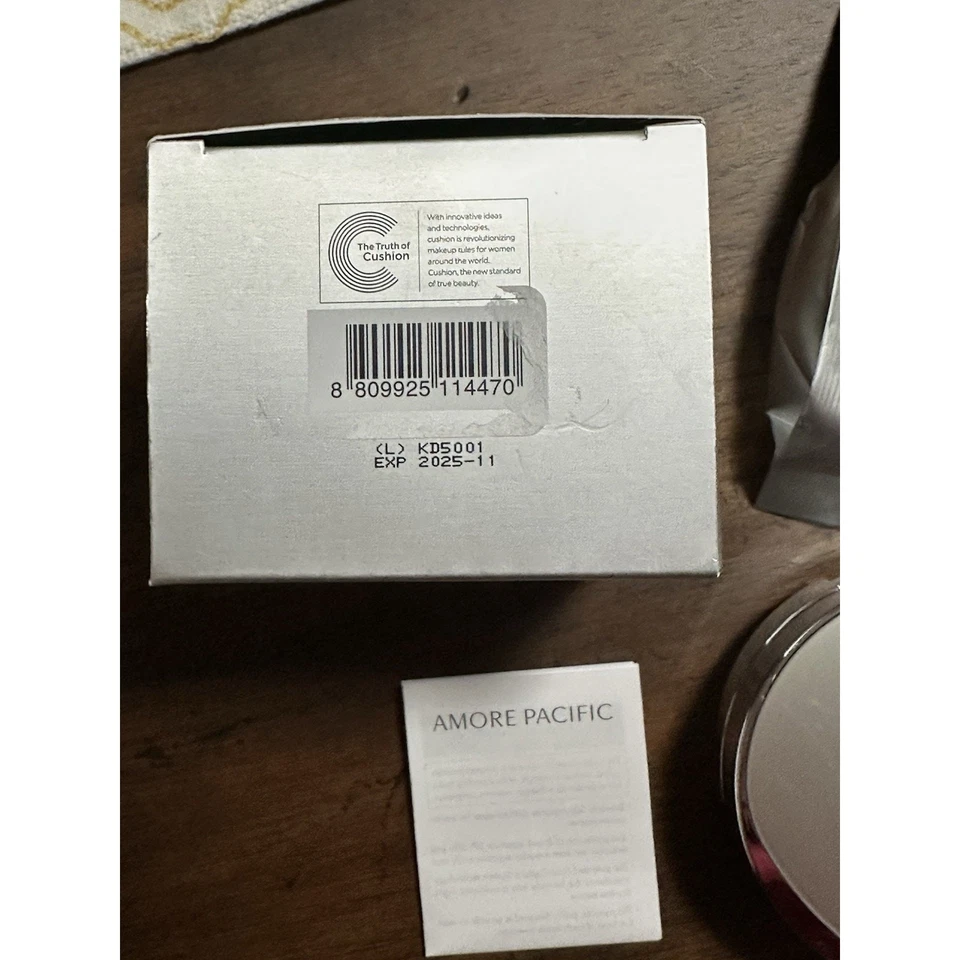 The Truth of
Cushion
With innovative ideas
and technologies,
cushion is revolutionizing
makeup rules for women
around the world.
Cushion, the new standard
of true beauty.
8 809925 114470
(L) KD5001
EXP 2025-11
AMORE PACIFIC